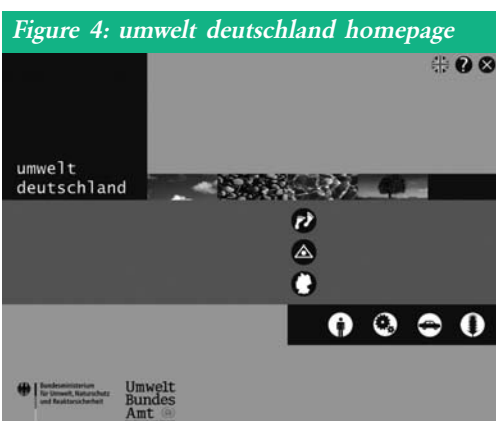 Figure 4: umwelt deutschland homepage
?
umwelt
deutschland
Bundesministerium
für Umwelt, Naturschutz
und Reaktorsicherheit
Umwelt
Bundes
Amt